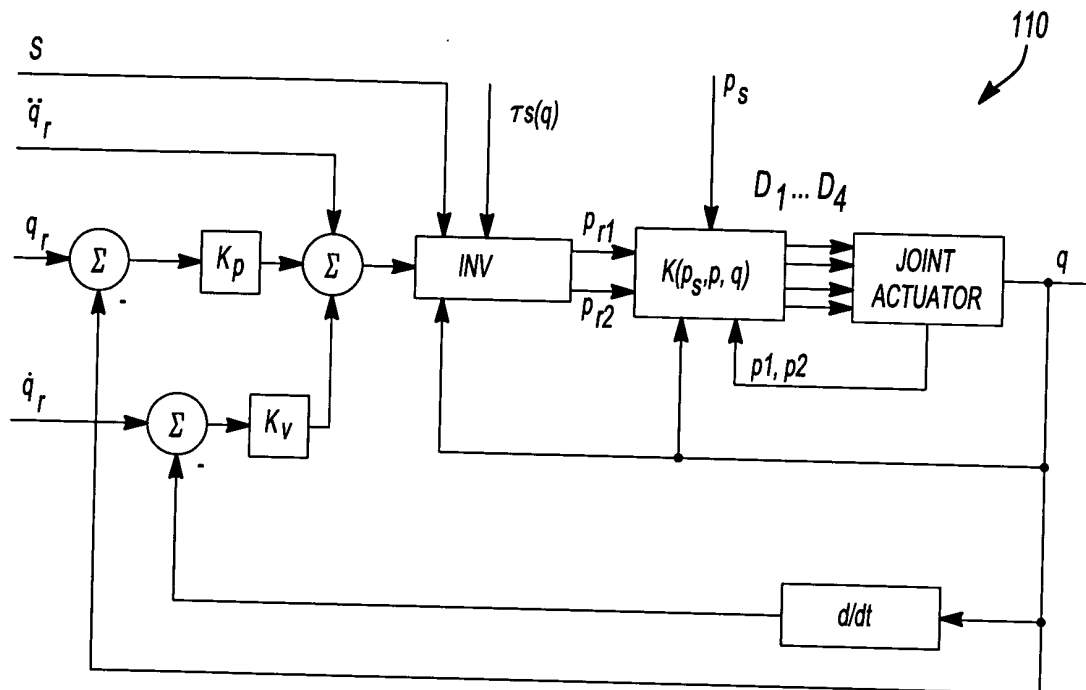 110
S
q̈r
τs(q)
ps
D1 ... D4
qr
Σ
Kp
Σ
INV
pr1
pr2
K(ps,p, q)
JOINT
ACTUATOR
q
-
p1, p2
q̇r
Σ
Kv
-
d/dt